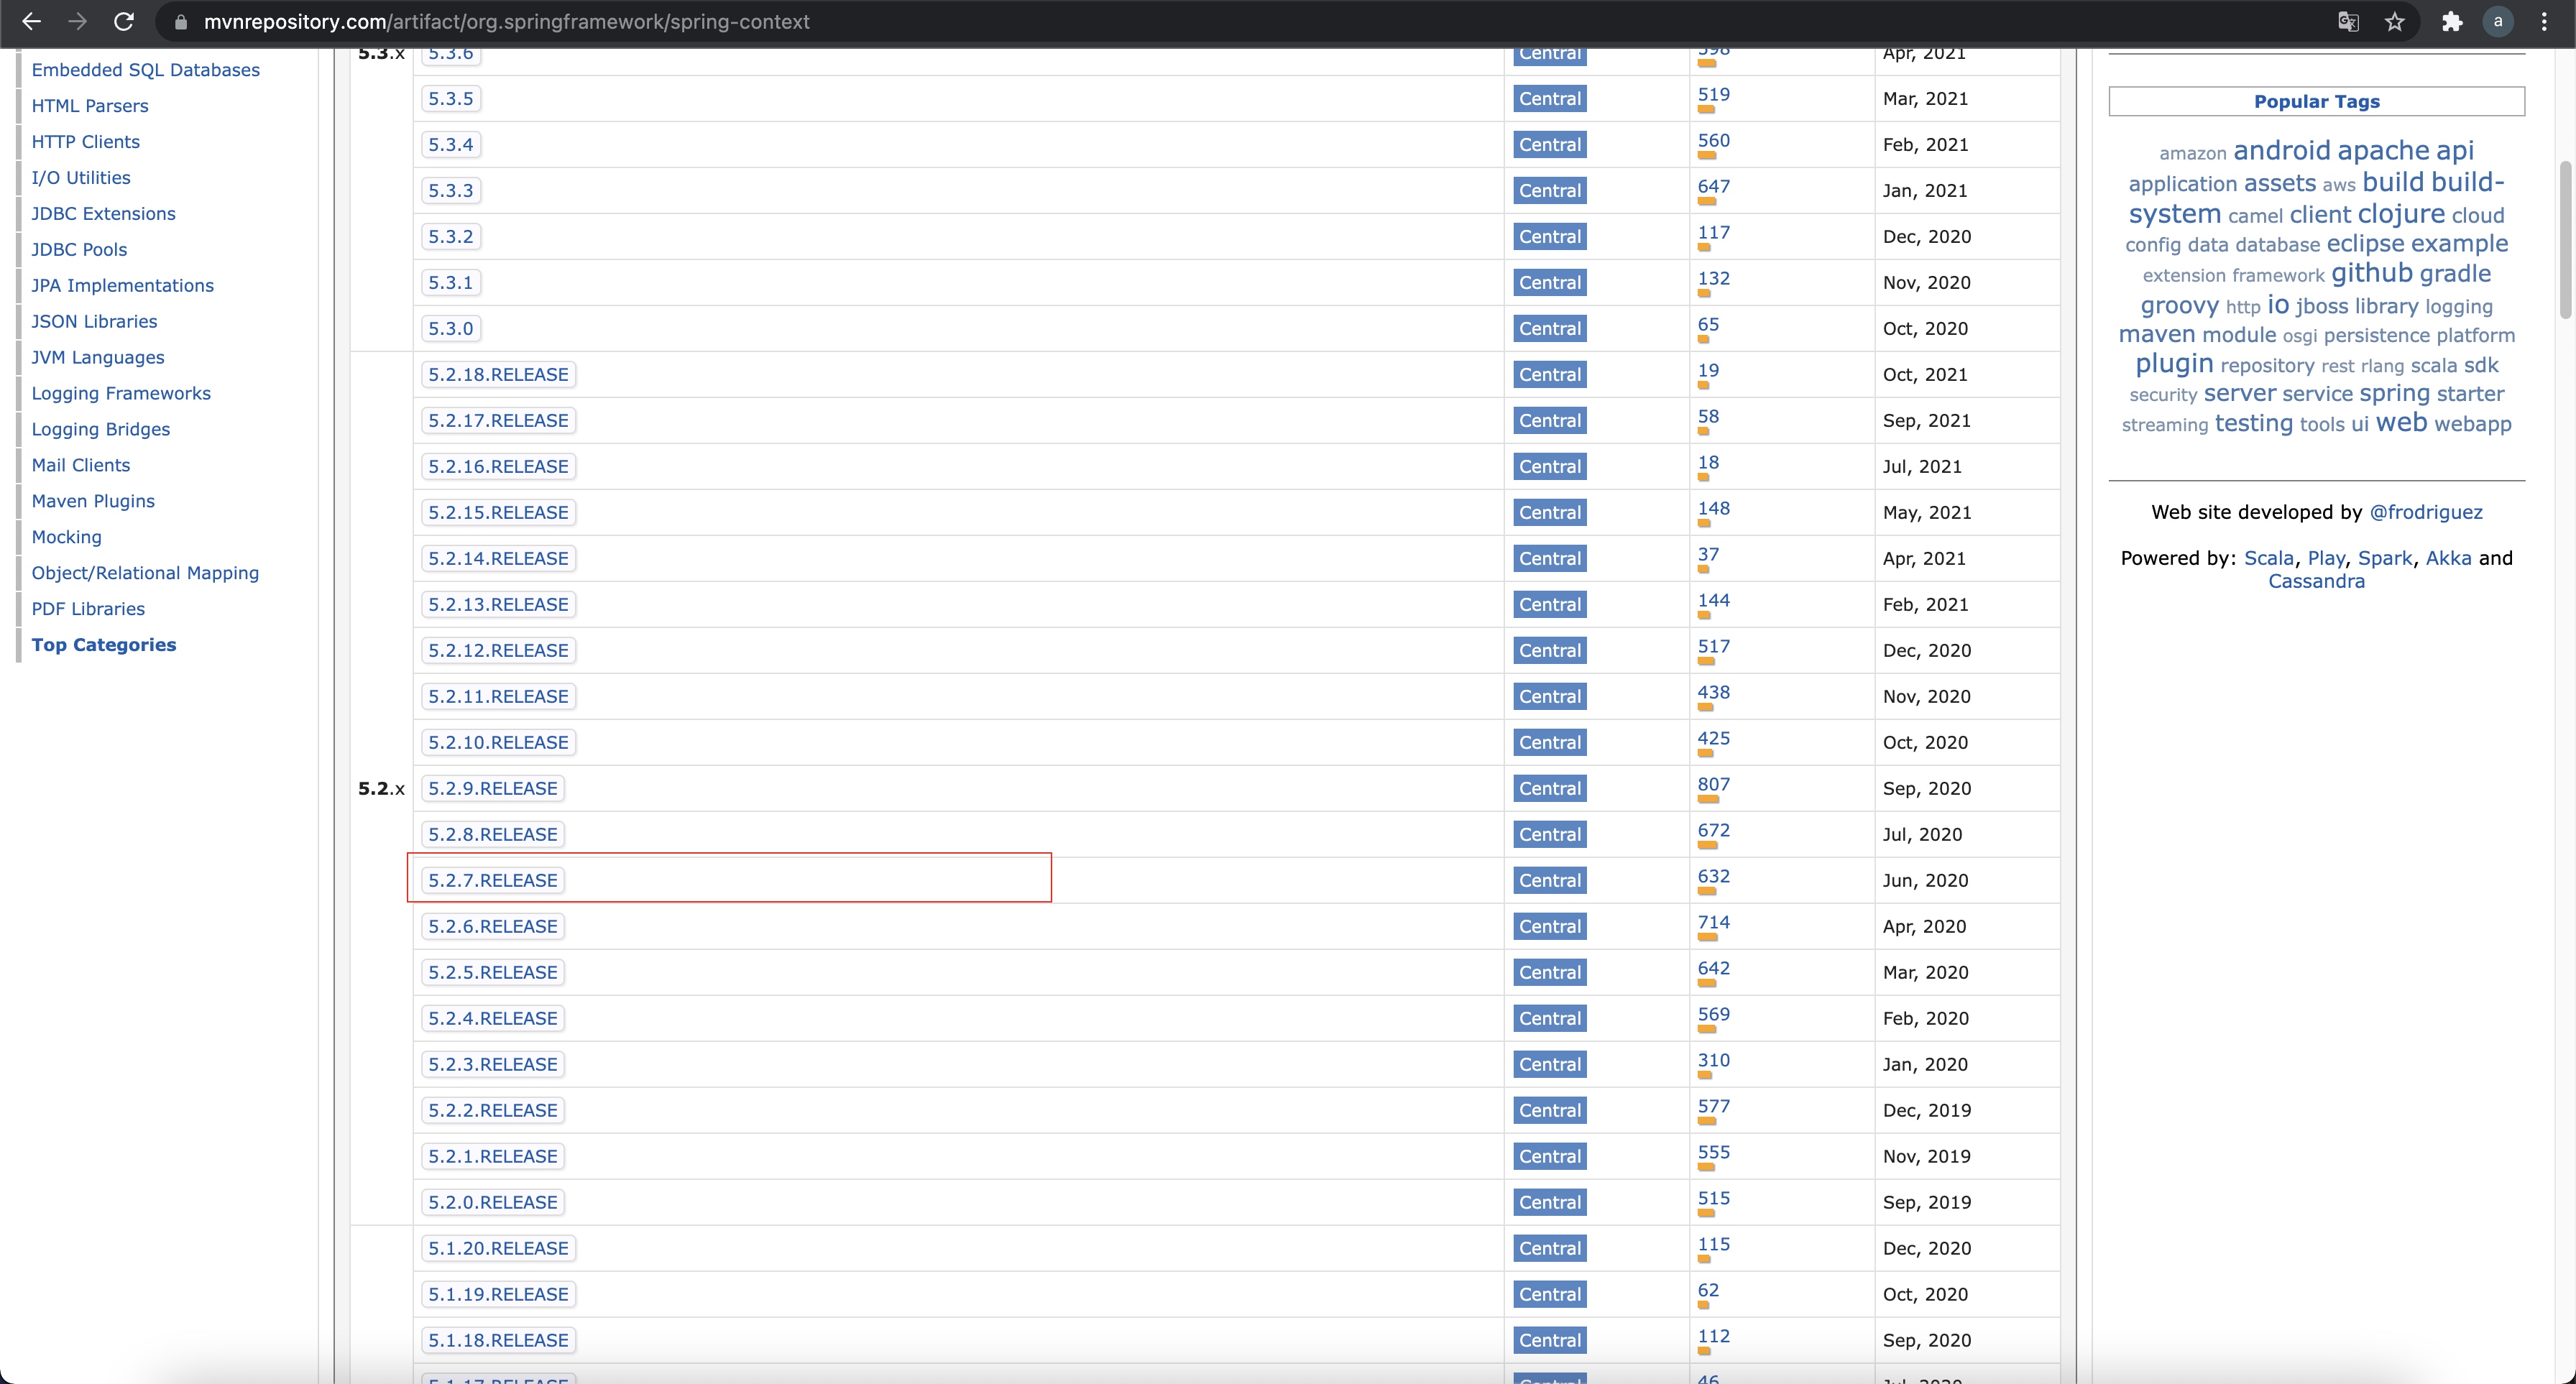 mvnrepository.com/artifact/org.springframework/spring-context
a
Embedded SQL Databases
HTML Parsers
HTTP Clients
I/O Utilities
JDBC Extensions
JDBC Pools
JPA Implementations
JSON Libraries
JVM Languages
Logging Frameworks
Logging Bridges
Mail Clients
Maven Plugins
Mocking
Object/Relational Mapping
PDF Libraries
Top Categories
5.3.x
5.3.6 Central 598 Apr, 2021
5.3.5 Central 519 Mar, 2021
5.3.4 Central 560 Feb, 2021
5.3.3 Central 647 Jan, 2021
5.3.2 Central 117 Dec, 2020
5.3.1 Central 132 Nov, 2020
5.3.0 Central 65 Oct, 2020
5.2.18.RELEASE Central 19 Oct, 2021
5.2.17.RELEASE Central 58 Sep, 2021
5.2.16.RELEASE Central 18 Jul, 2021
5.2.15.RELEASE Central 148 May, 2021
5.2.14.RELEASE Central 37 Apr, 2021
5.2.13.RELEASE Central 144 Feb, 2021
5.2.12.RELEASE Central 517 Dec, 2020
5.2.11.RELEASE Central 438 Nov, 2020
5.2.10.RELEASE Central 425 Oct, 2020
5.2.x 5.2.9.RELEASE Central 807 Sep, 2020
5.2.8.RELEASE Central 672 Jul, 2020
5.2.7.RELEASE Central 632 Jun, 2020
5.2.6.RELEASE Central 714 Apr, 2020
5.2.5.RELEASE Central 642 Mar, 2020
5.2.4.RELEASE Central 569 Feb, 2020
5.2.3.RELEASE Central 310 Jan, 2020
5.2.2.RELEASE Central 577 Dec, 2019
5.2.1.RELEASE Central 555 Nov, 2019
5.2.0.RELEASE Central 515 Sep, 2019
5.1.20.RELEASE Central 115 Dec, 2020
5.1.19.RELEASE Central 62 Oct, 2020
5.1.18.RELEASE Central 112 Sep, 2020
5.1.17.RELEASE Central 46
Popular Tags
amazon android apache api
application assets aws build build-
system camel client clojure cloud
config data database eclipse example
extension framework github gradle
groovy http io jboss library logging
maven module osgi persistence platform
plugin repository rest rlang scala sdk
security server service spring starter
streaming testing tools ui web webapp
Web site developed by @frodriguez
Powered by: Scala, Play, Spark, Akka and
Cassandra